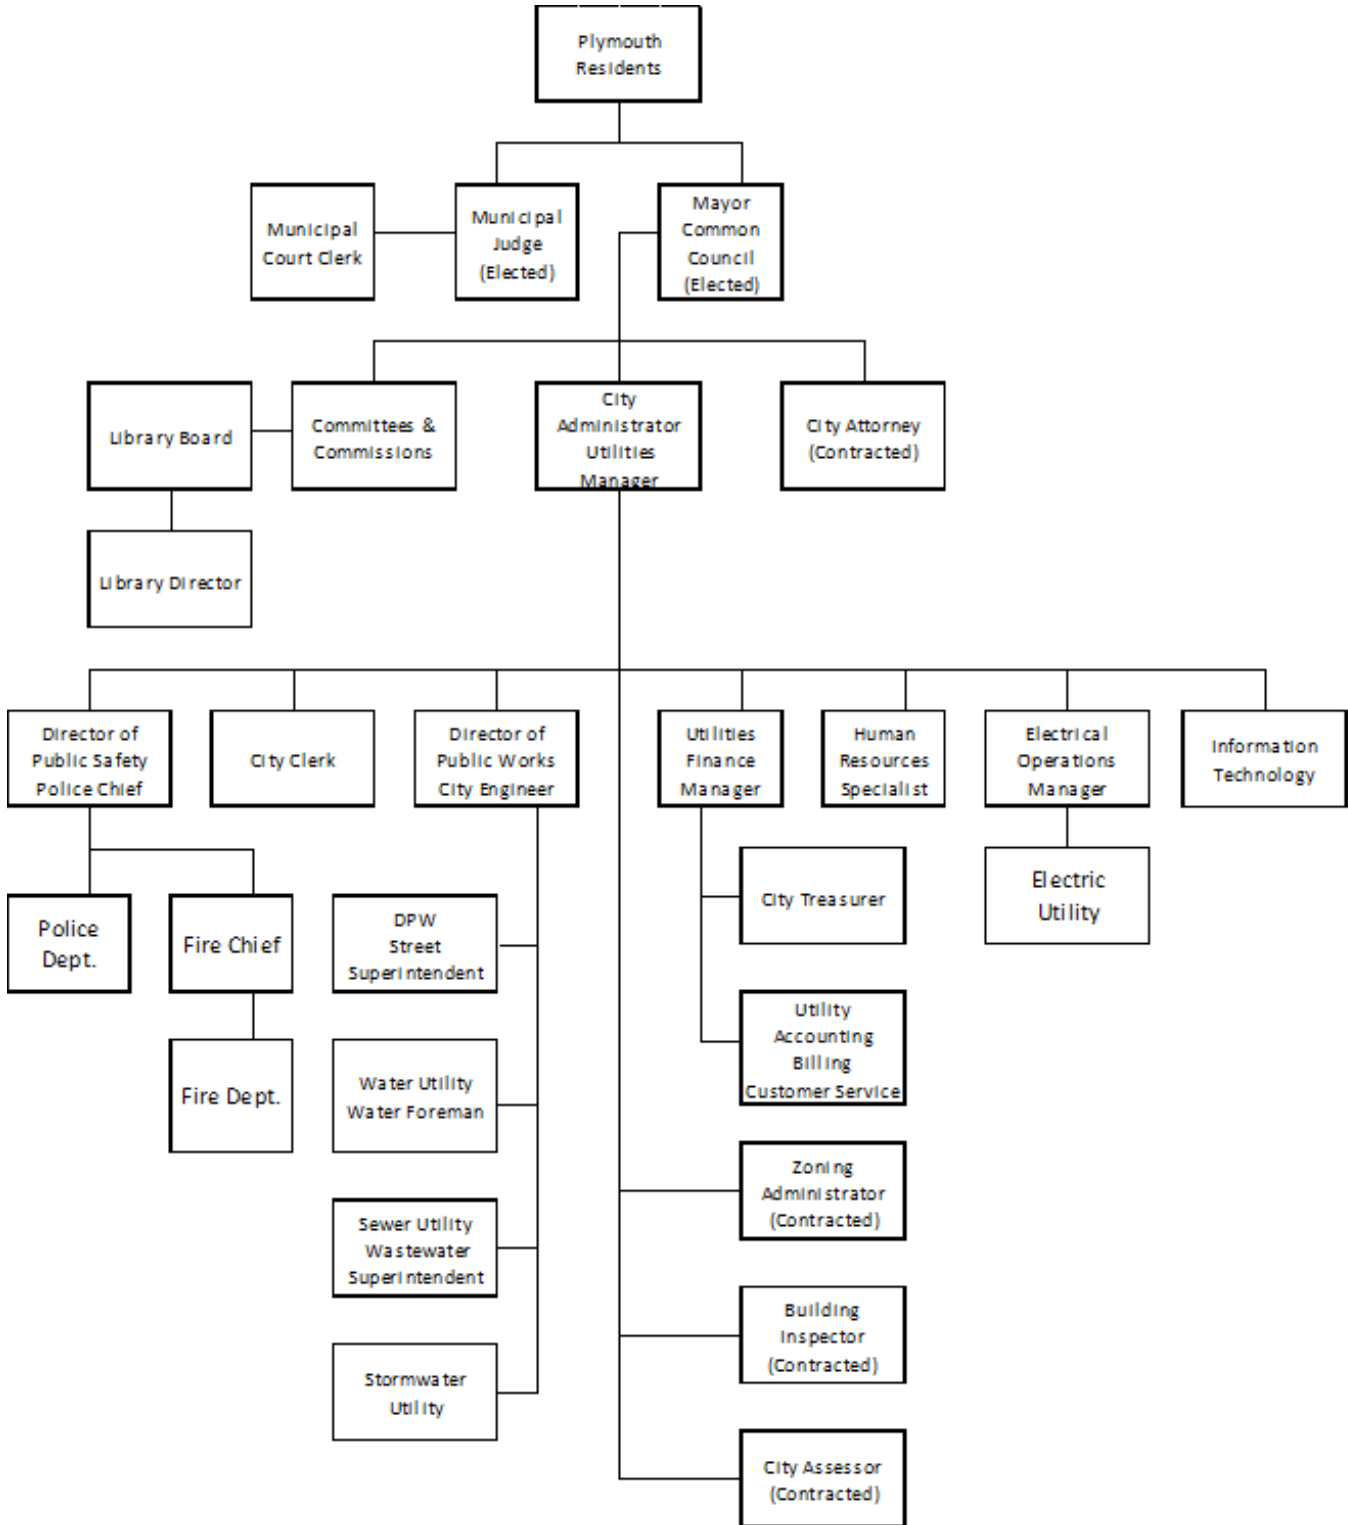 Plymouth
Residents
Municipal
Court Clerk
Municipal
Judge
(Elected)
Mayor
Common
Council
(Elected)
Library Board
Committees &
Commissions
City
Administrator
Utilities
Manager
City Attorney
(Contracted)
Library Director
Director of
Public Safety
Police Chief
City Clerk
Director of
Public Works
City Engineer
Utilities
Finance
Manager
Human
Resources
Specialist
Electrical
Operations
Manager
Information
Technology
Police
Dept.
Fire Chief
Fire Dept.
DPW
Street
Superintendent
Water Utility
Water Foreman
Sewer Utility
Wastewater
Superintendent
Stormwater
Utility
City Treasurer
Utility
Accounting
Billing
Customer Service
Electric
Utility
Zoning
Administrator
(Contracted)
Building
Inspector
(Contracted)
City Assessor
(Contracted)